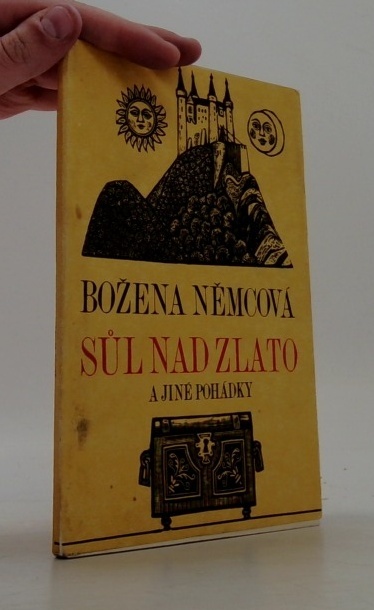 BOŽENA NĚMCOVÁ
SŮL NAD ZLATO
A JINÉ POHÁDKY